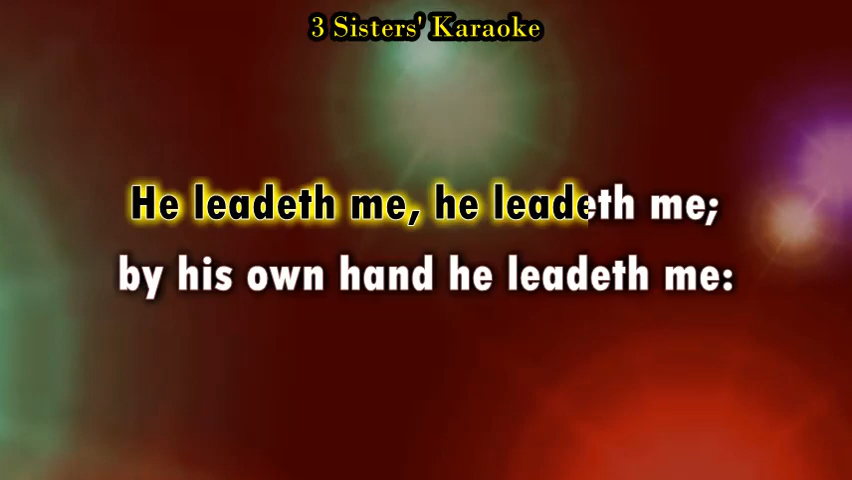 3 Sisters' Karaoke
He leadeth me, he leadeth me;
by his own hand he leadeth me: